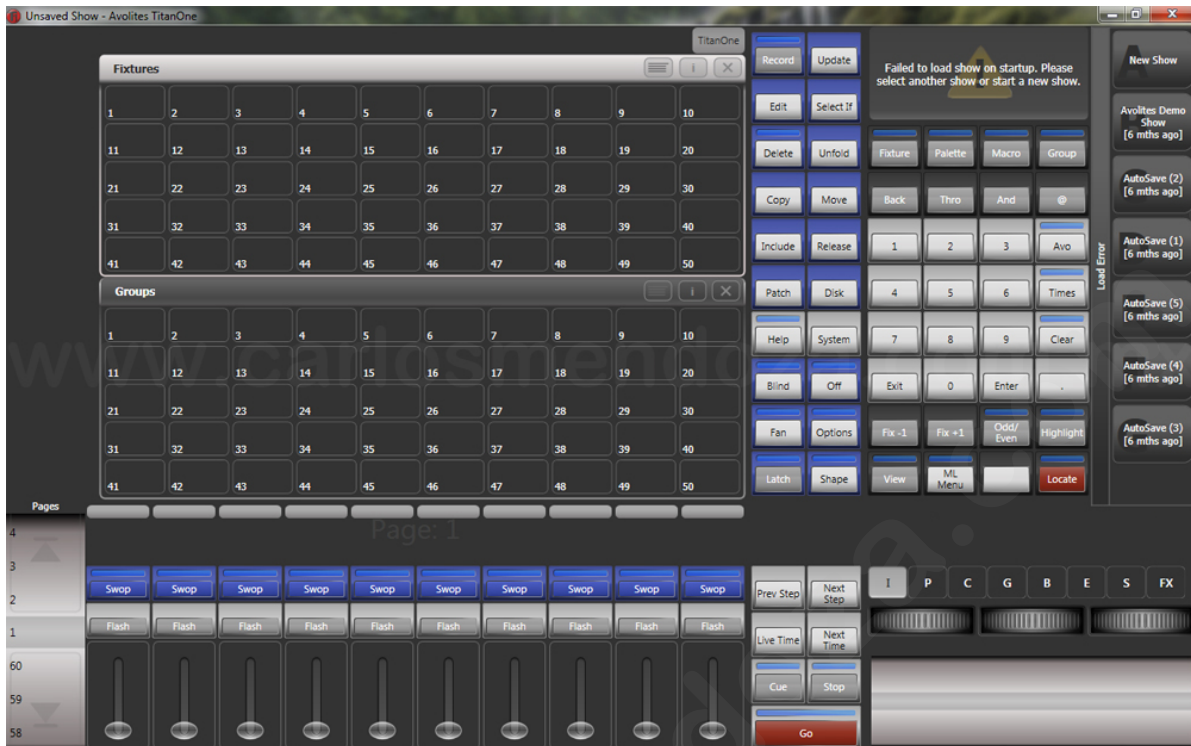 Unsaved Show - Avolites TitanOne
TitanOne
Fixtures
i
1 2 3 4 5 6 7 8 9 10
11 12 13 14 15 16 17 18 19 20
21 22 23 24 25 26 27 28 29 30
31 32 33 34 35 36 37 38 39 40
41 42 43 44 45 46 47 48 49 50
Groups
i
1 2 3 4 5 6 7 8 9 10
11 12 13 14 15 16 17 18 19 20
21 22 23 24 25 26 27 28 29 30
31 32 33 34 35 36 37 38 39 40
41 42 43 44 45 46 47 48 49 50
Record Update
Edit Select If
Delete Unfold
Copy Move
Include Release
Patch Disk
Help System
Blind Off
Fan Options
Latch Shape
Failed to load show on startup. Please
select another show or start a new show.
Fixture Palette Macro Group
Back Thro And @
1 2 3 Avo
4 5 6 Times
7 8 9 Clear
Exit 0 Enter .
Fix -1 Fix +1 Odd/
Even Highlight
View ML
Menu Locate
Load Error
New Show
Avolites Demo
Show
[6 mths ago]
AutoSave (2)
[6 mths ago]
AutoSave (1)
[6 mths ago]
AutoSave (5)
[6 mths ago]
AutoSave (4)
[6 mths ago]
AutoSave (3)
[6 mths ago]
Pages
4
3
2
1
60
59
58
Page: 1
Swop Swop Swop Swop Swop Swop Swop Swop Swop Swop
Flash Flash Flash Flash Flash Flash Flash Flash Flash Flash
Prev Step Next
Step
Live Time Next
Time
Cue Stop
Go
I P C G B E S FX